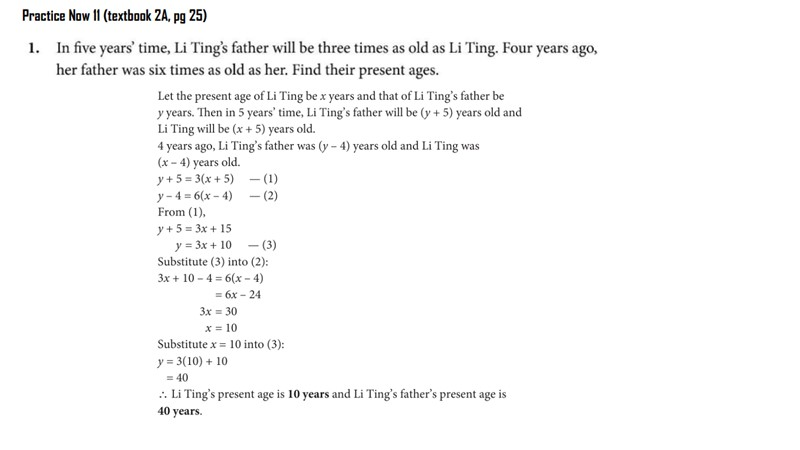 Practice Now 11 (textbook 2A, pg 25)
1. In five years’ time, Li Ting’s father will be three times as old as Li Ting. Four years ago,
her father was six times as old as her. Find their present ages.
Let the present age of Li Ting be x years and that of Li Ting’s father be
y years. Then in 5 years’ time, Li Ting’s father will be (y + 5) years old and
Li Ting will be (x + 5) years old.
4 years ago, Li Ting’s father was (y – 4) years old and Li Ting was
(x – 4) years old.
y + 5 = 3(x + 5) — (1)
y – 4 = 6(x – 4) — (2)
From (1),
y + 5 = 3x + 15
y = 3x + 10 — (3)
Substitute (3) into (2):
3x + 10 – 4 = 6(x – 4)
= 6x – 24
3x = 30
x = 10
Substitute x = 10 into (3):
y = 3(10) + 10
= 40
∴ Li Ting’s present age is 10 years and Li Ting’s father’s present age is
40 years.